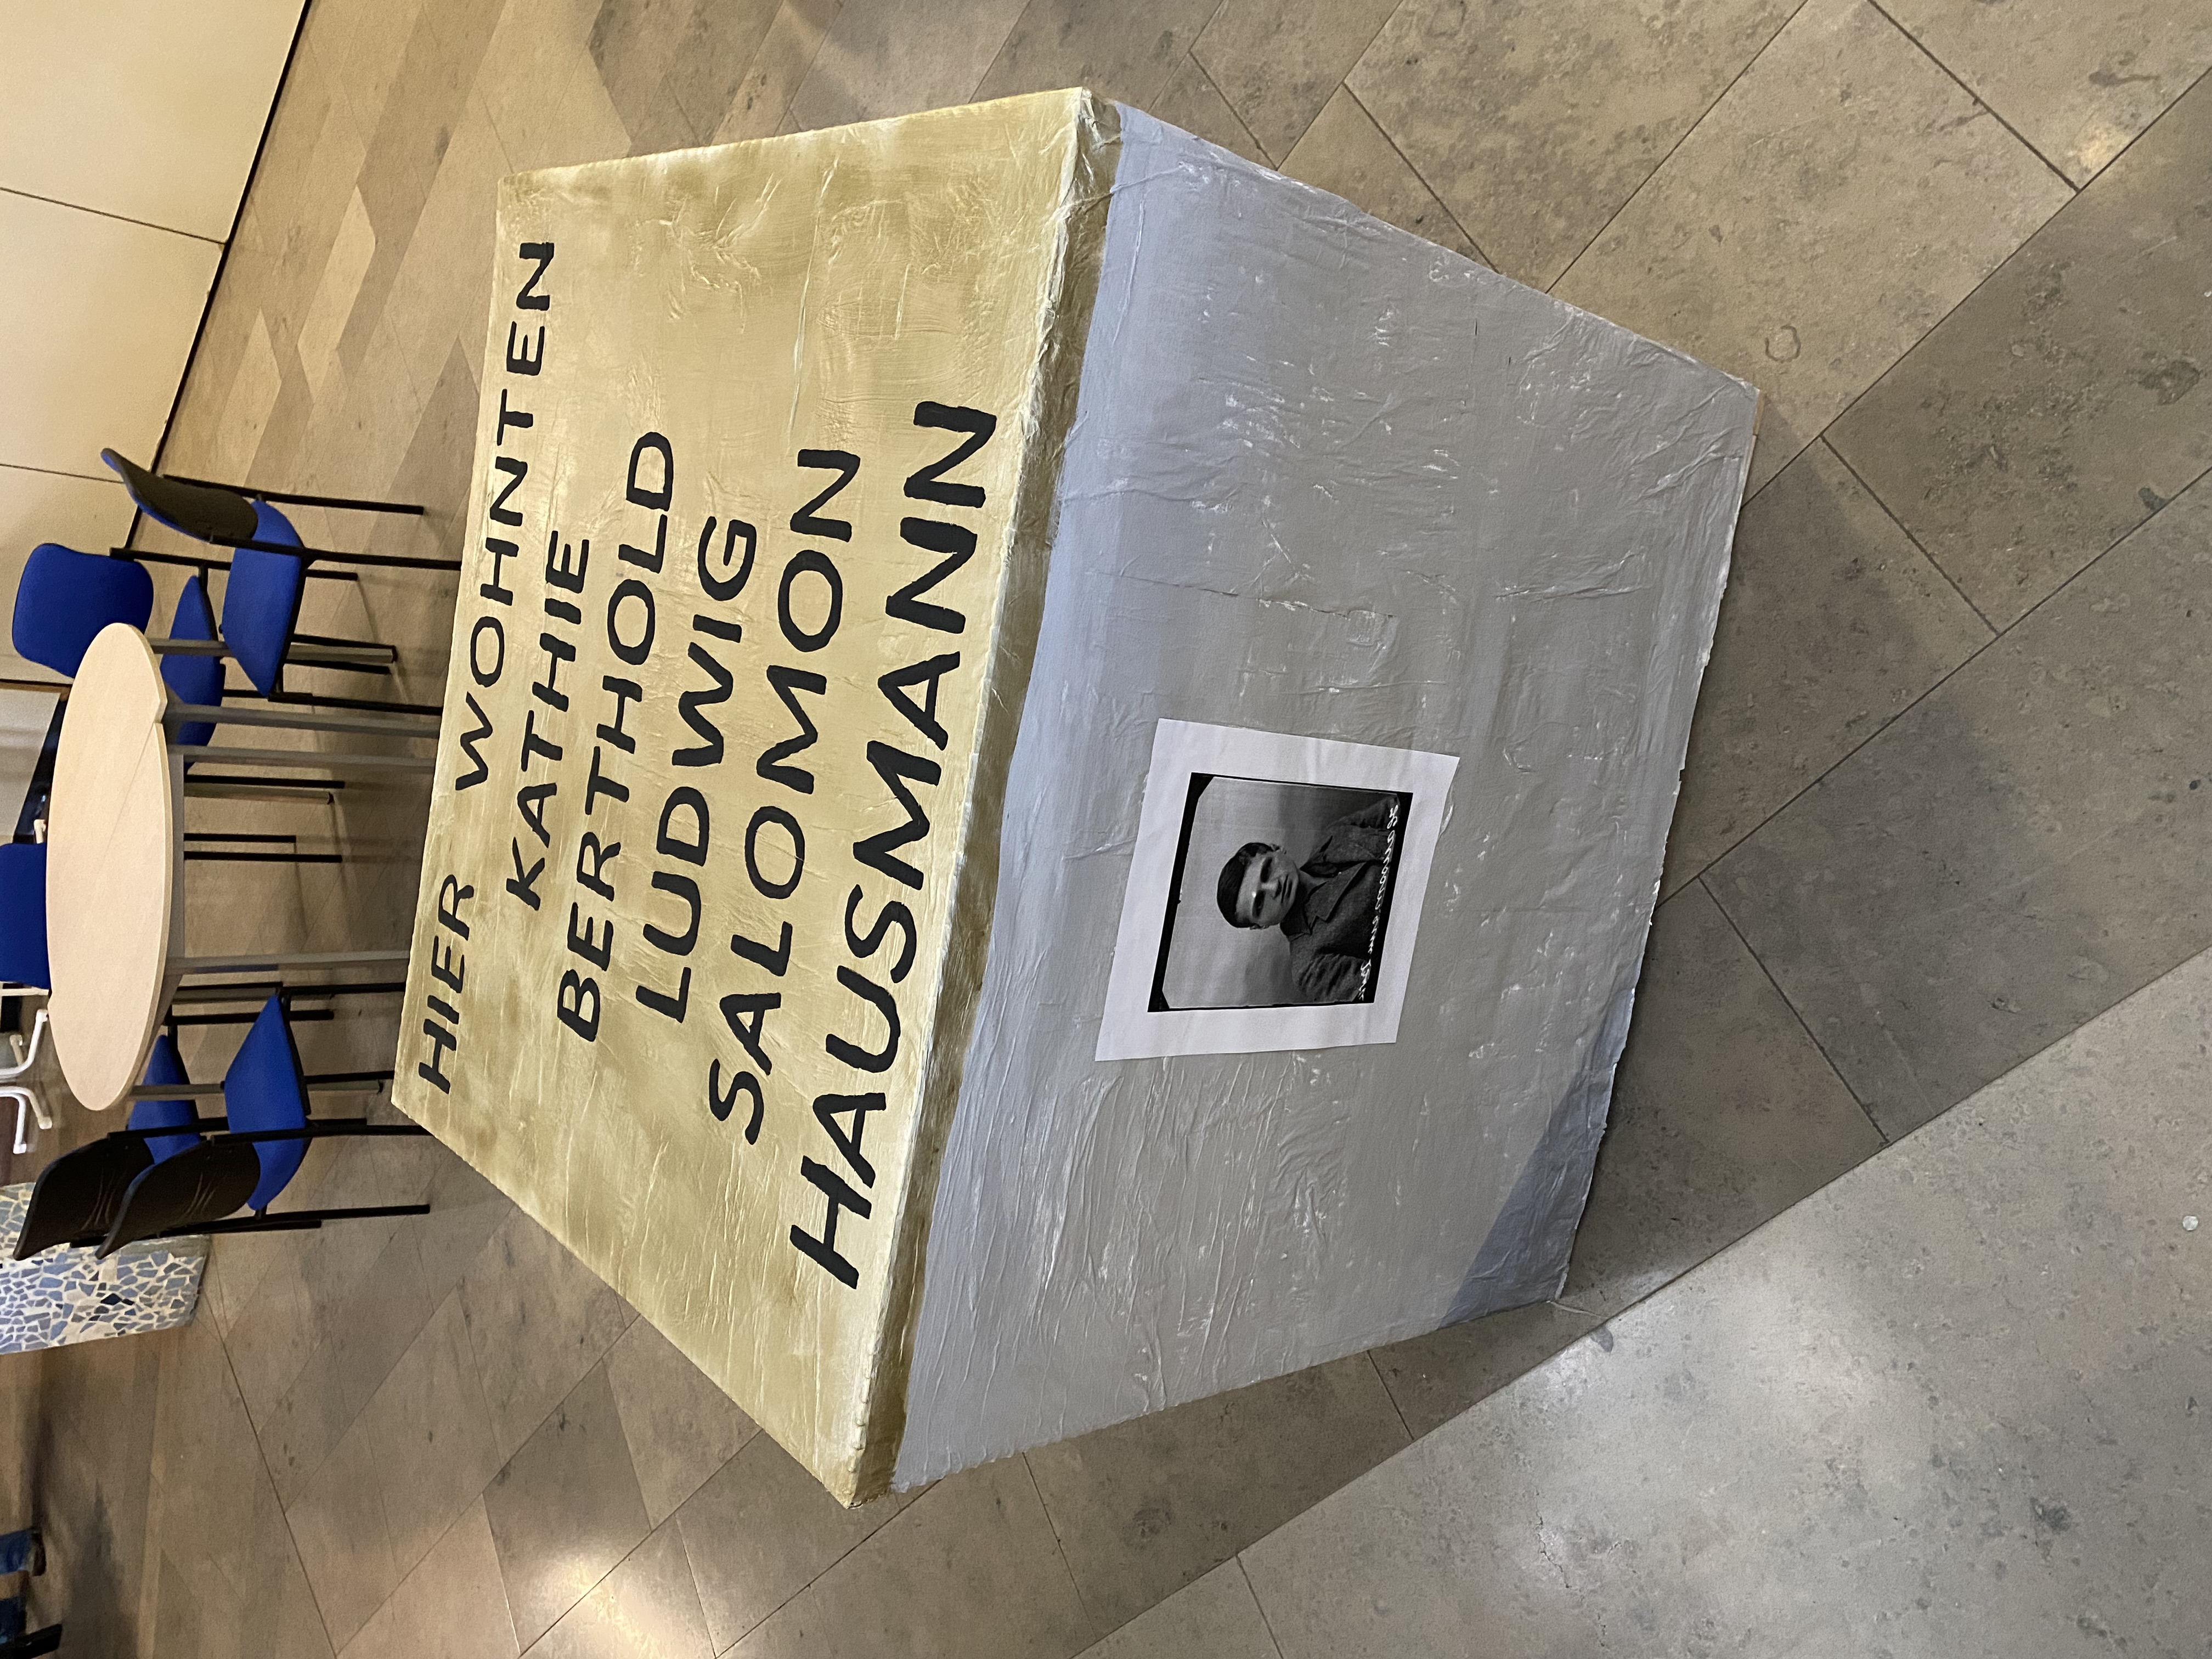 HIER WOHNTEN
KATHIE
BERTHOLD
LUDWIG
SALOMON
HAUSMANN